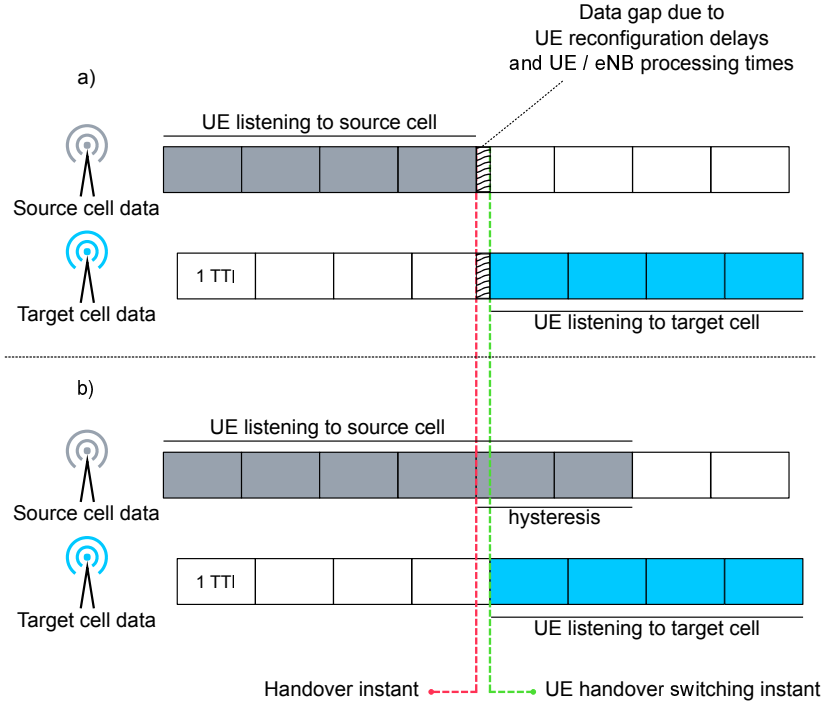 Data gap due to
UE reconfiguration delays
and UE / eNB processing times
a)
UE listening to source cell
Source cell data
1 TTI
Target cell data
UE listening to target cell
b)
UE listening to source cell
Source cell data
hysteresis
1 TTI
Target cell data
UE listening to target cell
Handover instant
UE handover switching instant